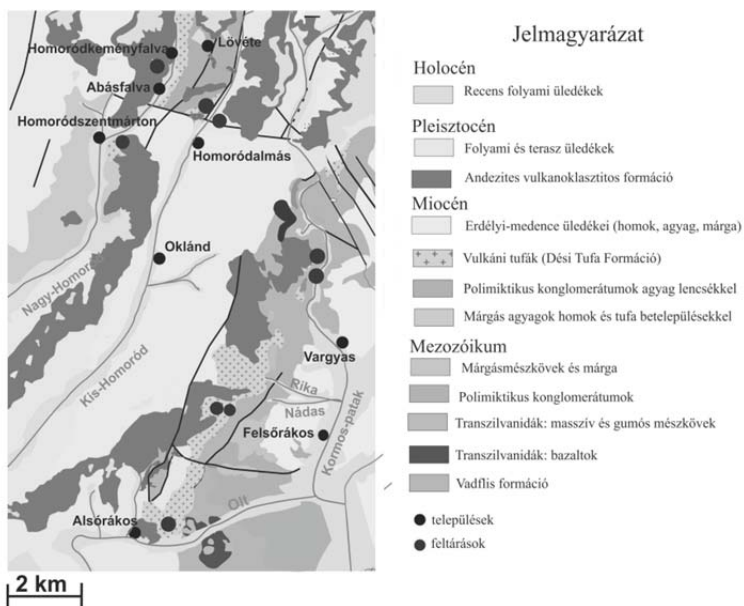 Homoródkeményfalva
Lövéte
Abásfalva
Homoródszentmárton
Homoródalmás
Oklánd
Nagy-Homoród
Vargyas
Kis-Homoród
Rika
Nádas
Kormos-patak
Felsőrákos
Olt
Alsórákos
2 km
Jelmagyarázat
Holocén
Recens folyami üledékek
Pleisztocén
Folyami és terasz üledékek
Andezites vulkanoklasztitos formáció
Miocén
Erdélyi-medence üledékei (homok, agyag, márga)
Vulkáni tufák (Dési Tufa Formáció)
Polimiktikus konglomerátumok agyag lencsékkel
Márgás agyagok homok és tufa betelepülésekkel
Mezozóikum
Márgásmészkövek és márga
Polimiktikus konglomerátumok
Transzilvanidák: masszív és gumós mészkövek
Transzilvanidák: bazaltok
Vadflis formáció
települések
feltárások